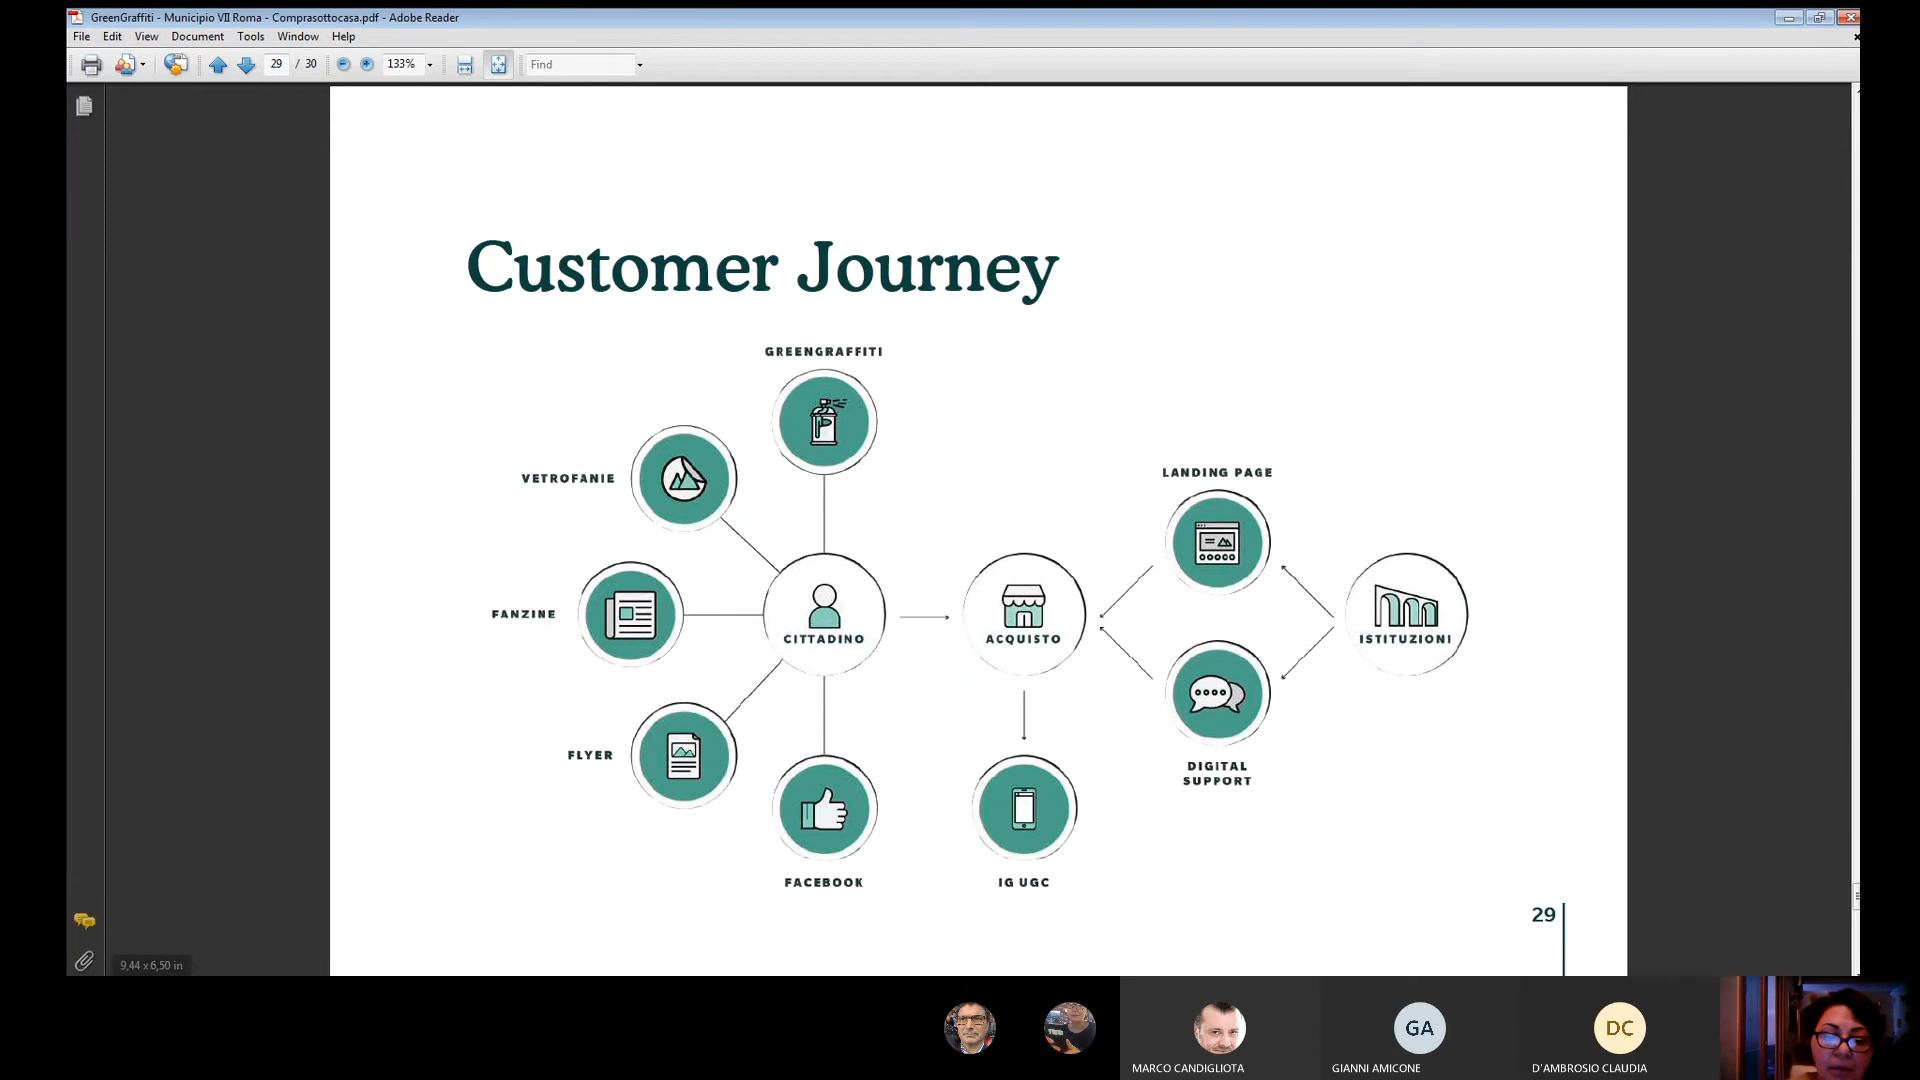 GreenGraffiti - Municipio VII Roma - Comprasottocasa.pdf - Adobe Reader
File Edit View Document Tools Window Help
29 / 30 133% Find
Customer Journey
GREENGRAFFITI
VETROFANIE
LANDING PAGE
FANZINE
CITTADINO
ACQUISTO
ISTITUZIONI
FLYER
DIGITAL
SUPPORT
FACEBOOK
IG UGC
29
9,44 x 6,50 in
GA
DC
MARCO CANDIGLIOTA
GIANNI AMICONE
D'AMBROSIO CLAUDIA